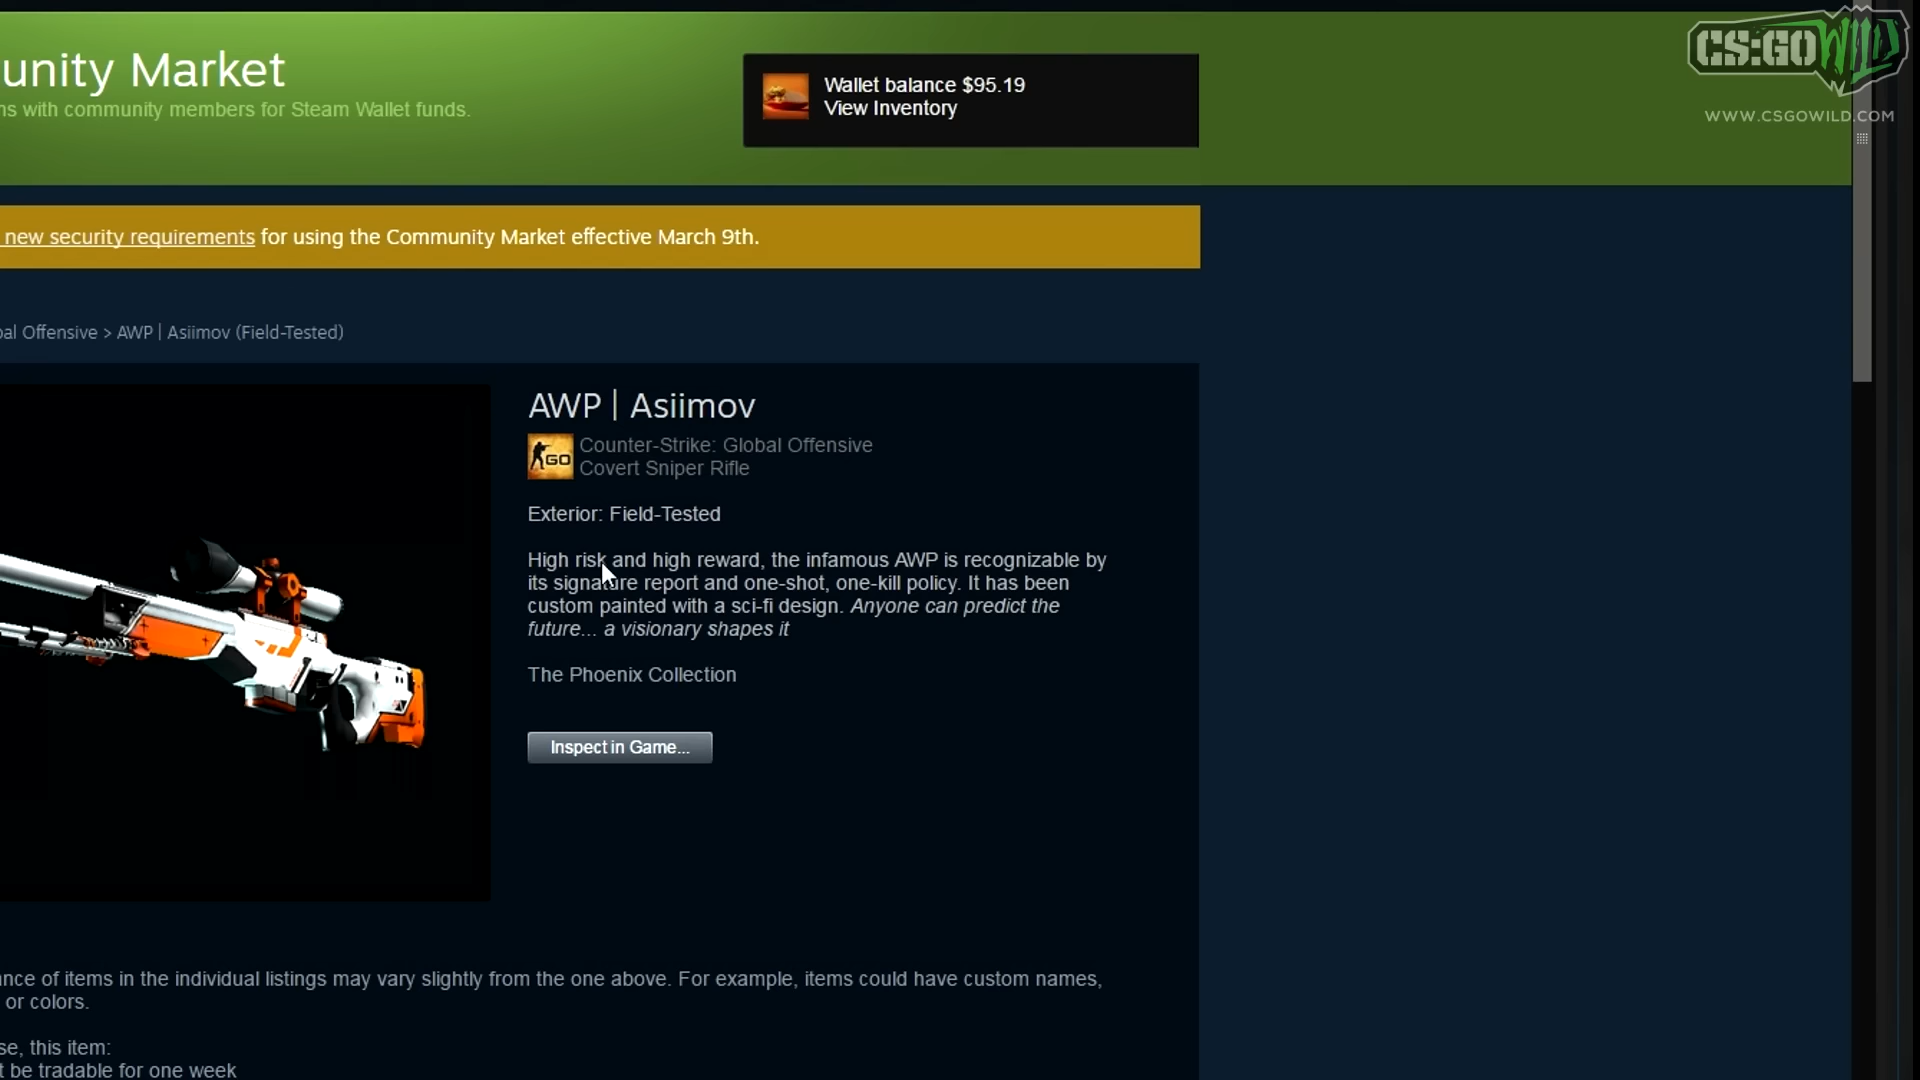 CS:GO WILD
WWW.CSGOWILD.COM
unity Market
ns with community members for Steam Wallet funds.
Wallet balance $95.19
View Inventory
new security requirements for using the Community Market effective March 9th.
bal Offensive > AWP | Asiimov (Field-Tested)
AWP | Asiimov
GO
Counter-Strike: Global Offensive
Covert Sniper Rifle
Exterior: Field-Tested
High risk and high reward, the infamous AWP is recognizable by
its signature report and one-shot, one-kill policy. It has been
custom painted with a sci-fi design. Anyone can predict the
future... a visionary shapes it
The Phoenix Collection
Inspect in Game...
ance of items in the individual listings may vary slightly from the one above. For example, items could have custom names,
or colors.
se, this item:
t be tradable for one week